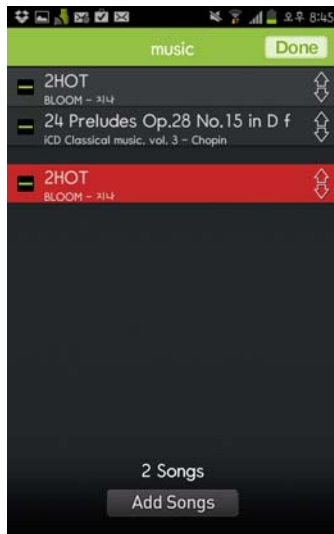 오후 8:45
music
Done
2HOT
BLOOM – 지나
24 Preludes Op.28 No.15 in D f
iCD Classical music, vol. 3 – Chopin
2HOT
BLOOM – 지나
2 Songs
Add Songs